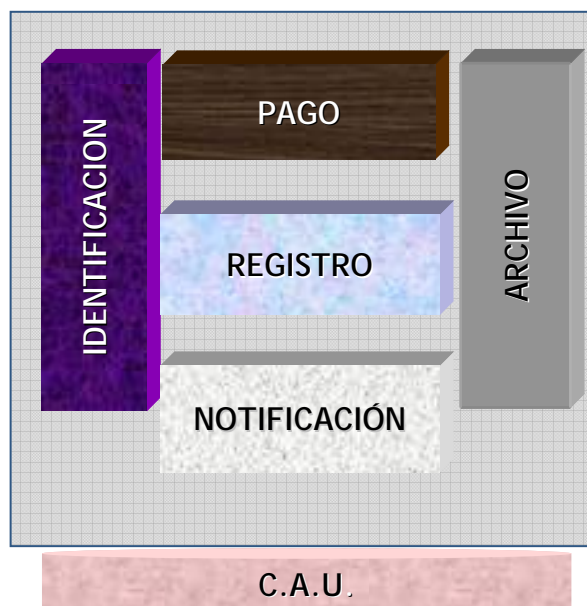 IDENTIFICACION
PAGO
REGISTRO
NOTIFICACIÓN
ARCHIVO
C.A.U.